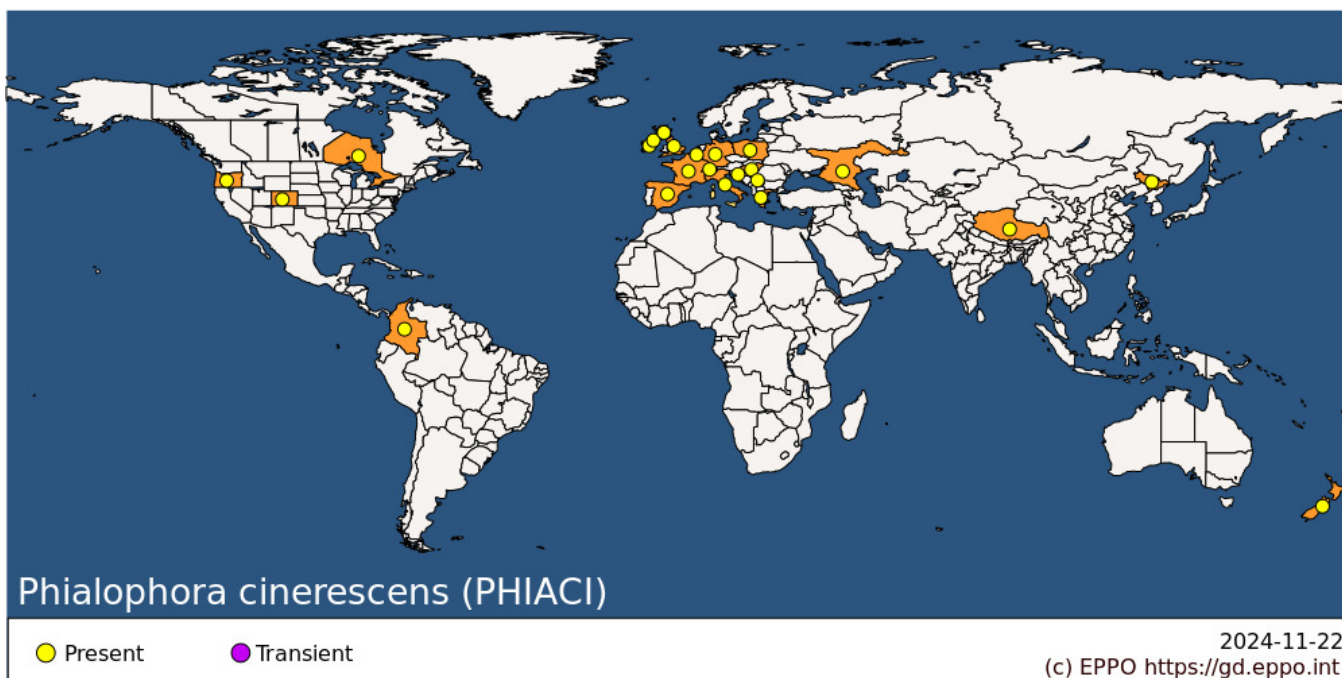 Phialophora cinerescens (PHIACI)
Present
Transient
2024-11-22
(c) EPPO https://gd.eppo.int